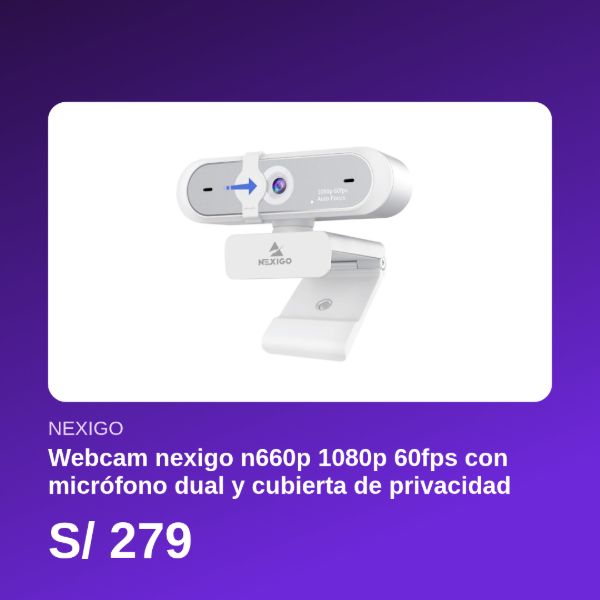 1080p 60fps
Auto Focus
NEXIGO
NEXIGO
Webcam nexigo n660p 1080p 60fps con
micrófono dual y cubierta de privacidad
S/ 279